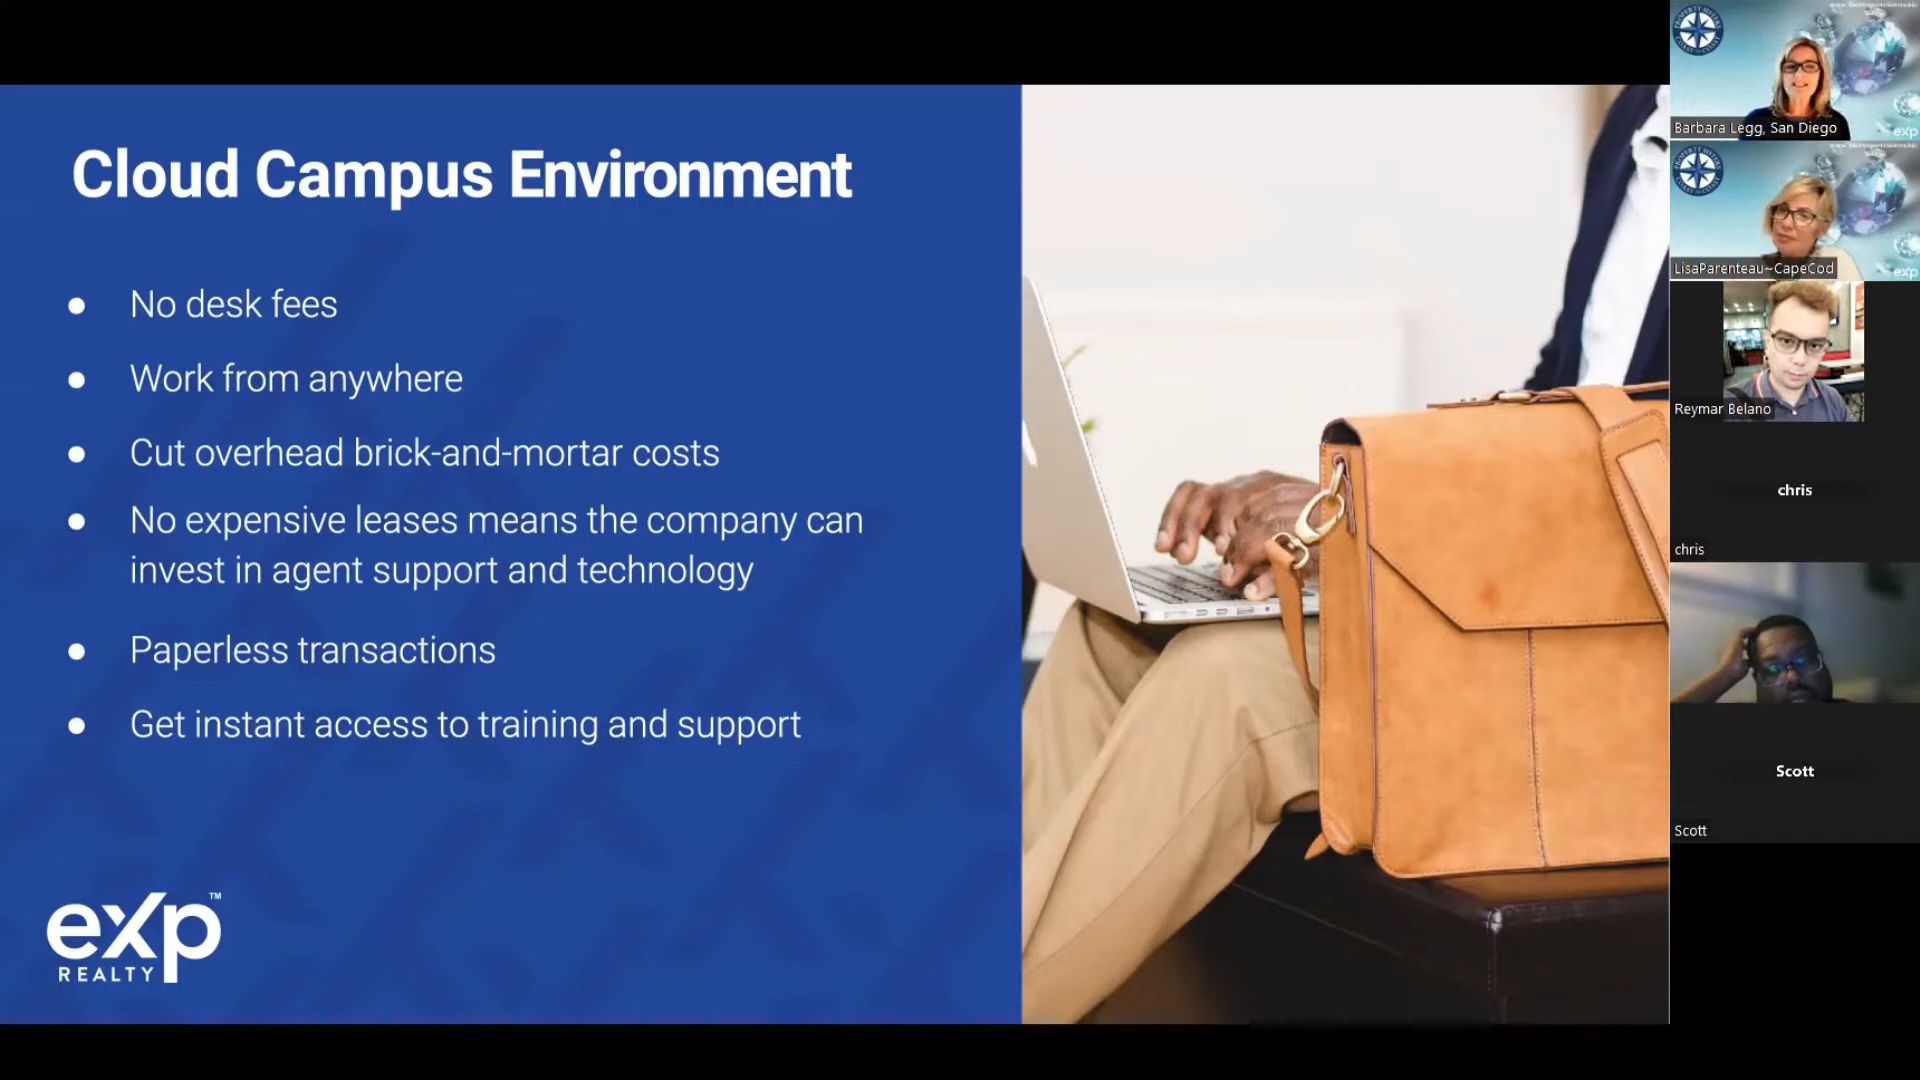 Cloud Campus Environment
● No desk fees
● Work from anywhere
● Cut overhead brick-and-mortar costs
● No expensive leases means the company can
invest in agent support and technology
● Paperless transactions
● Get instant access to training and support
eXp™
REALTY
Barbara Legg, San Diego
exp
LisaParenteau~CapeCod
exp
Reymar Belano
chris
chris
Scott
Scott